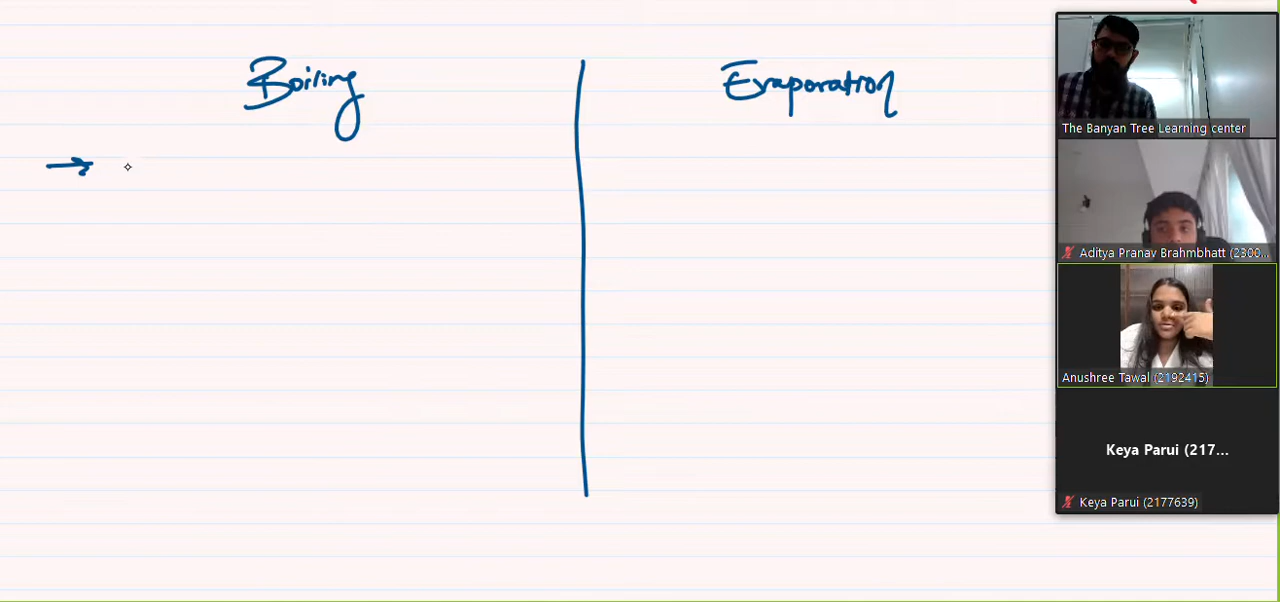 Boiling
Evaporation
→
The Banyan Tree Learning center
Aditya Pranav Brahmbhatt (2300...
Anushree Tawal (2192415)
Keya Parui (217...
Keya Parui (2177639)